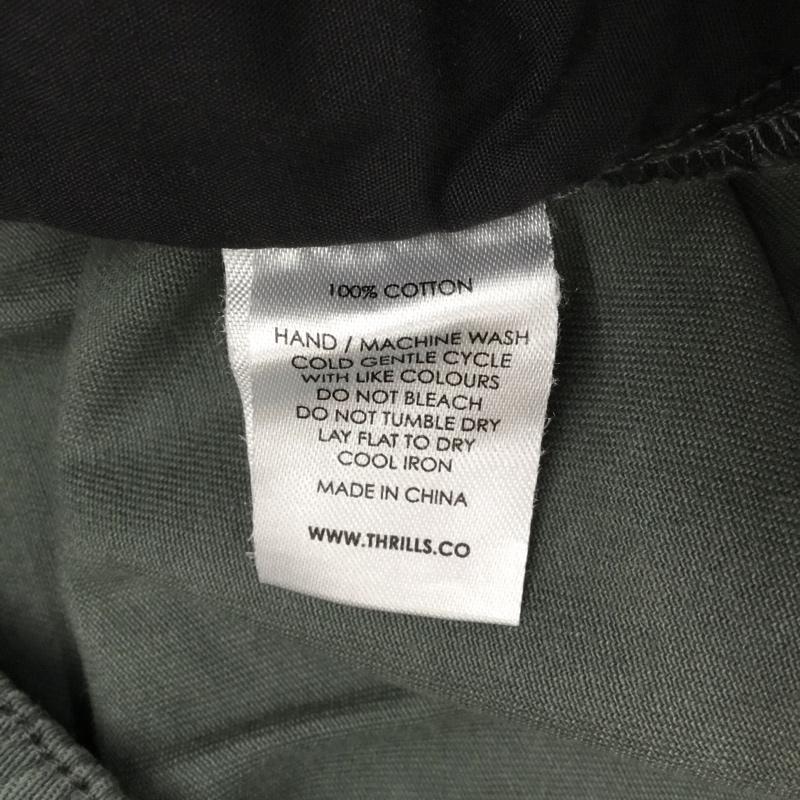 100% COTTON
HAND / MACHINE WASH
COLD GENTLE CYCLE
WITH LIKE COLOURS
DO NOT BLEACH
DO NOT TUMBLE DRY
LAY FLAT TO DRY
COOL IRON
MADE IN CHINA
WWW.THRILLS.CO